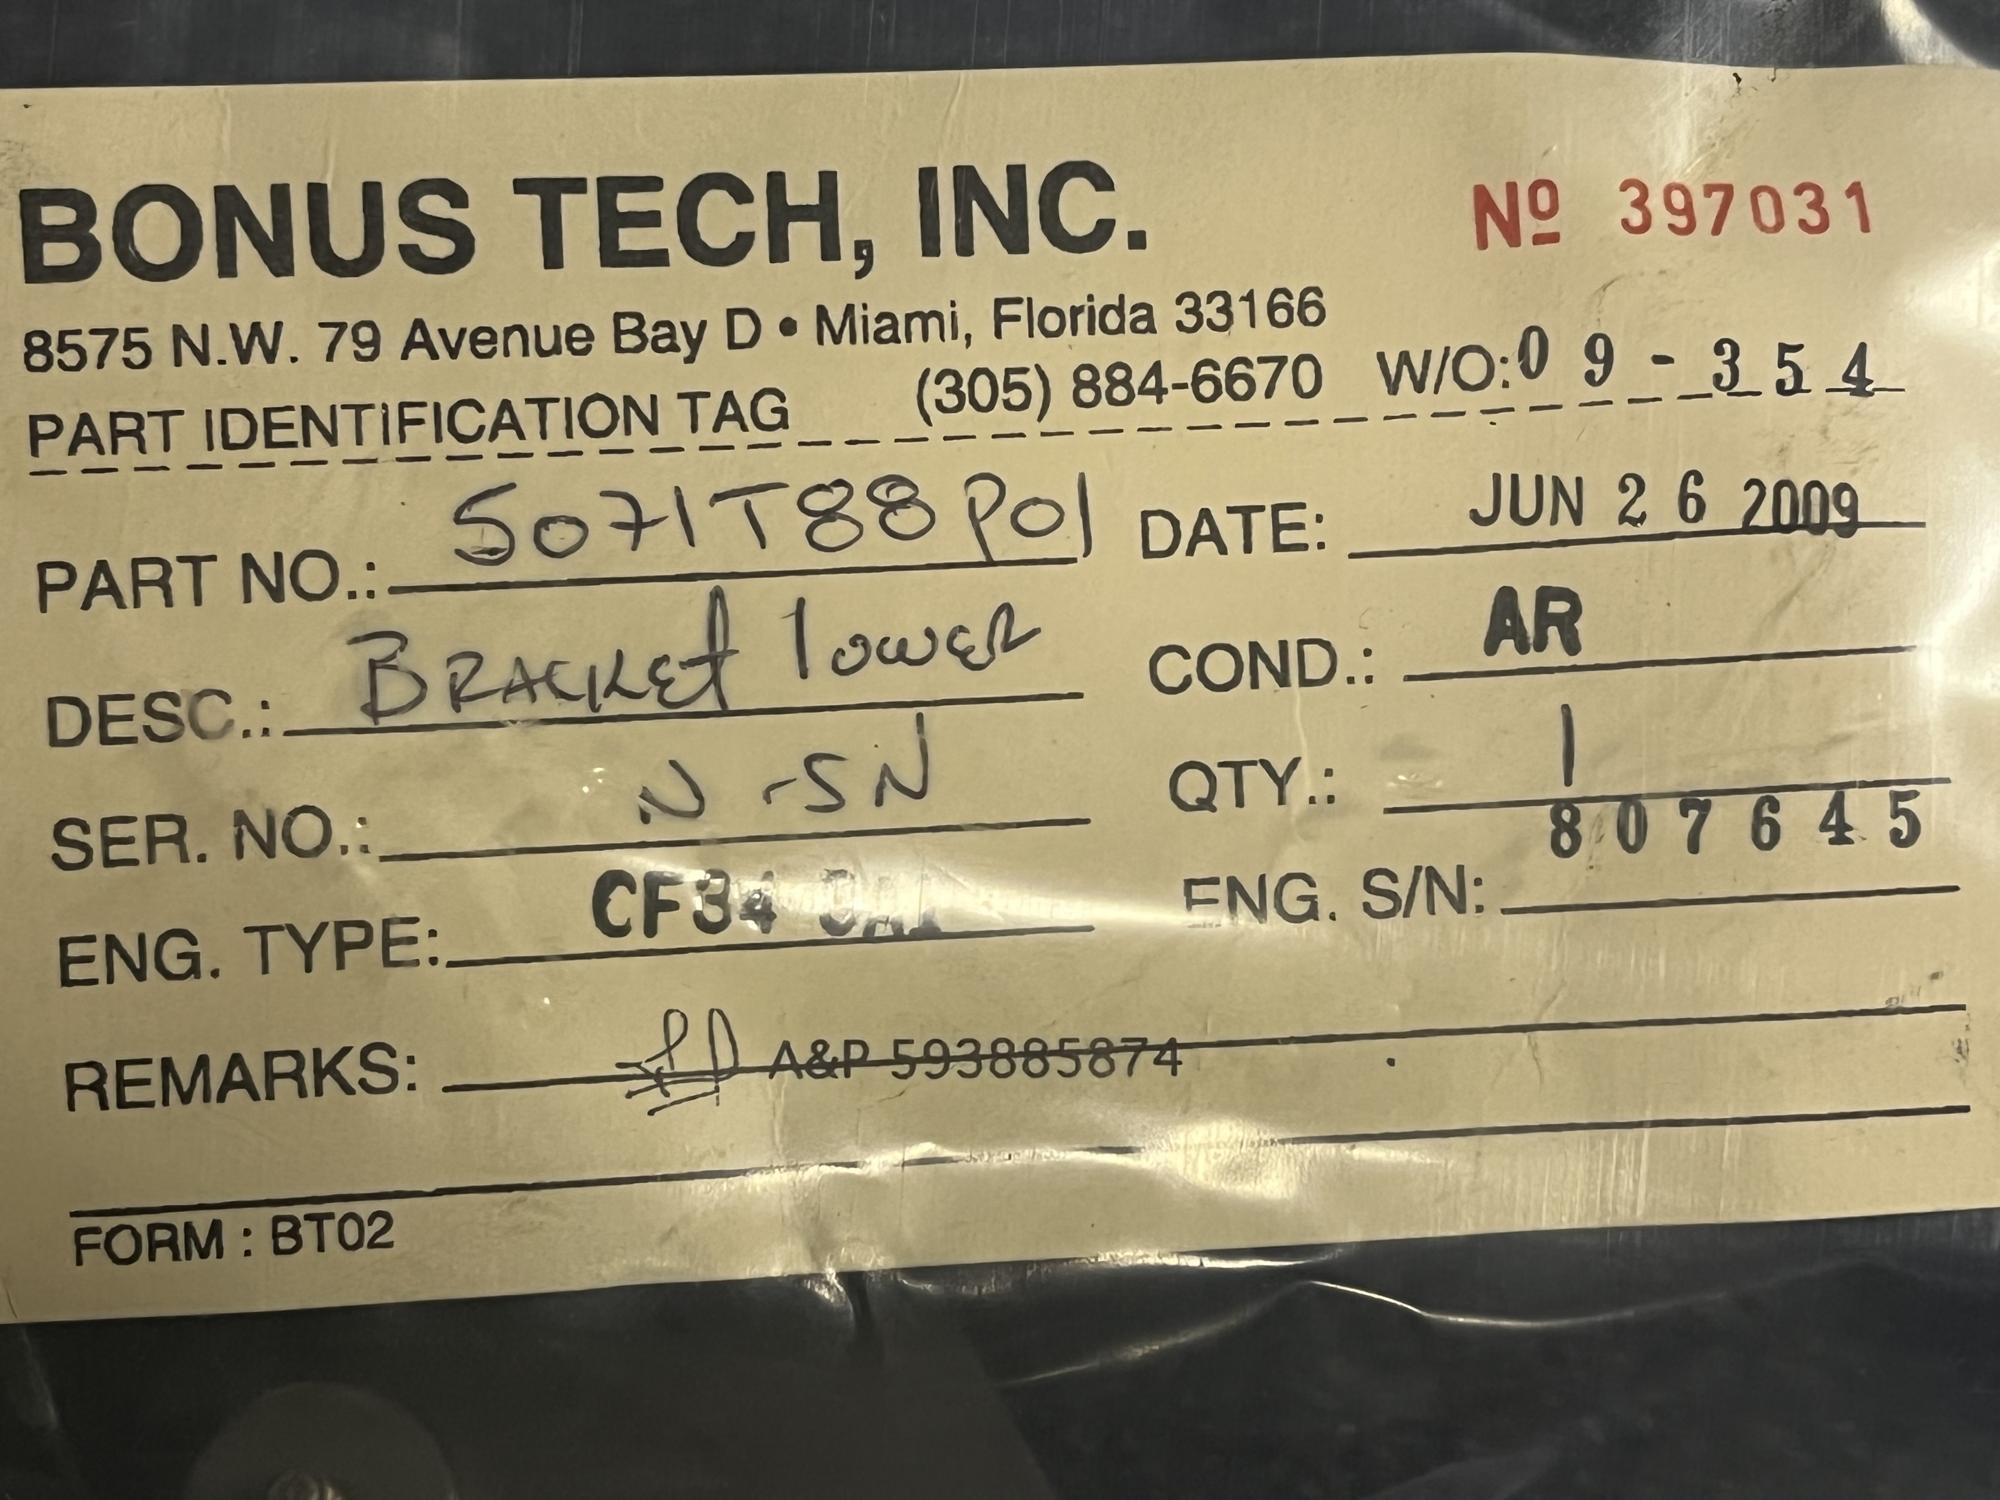 BONUS TECH, INC. Nº 397031
8575 N.W. 79 Avenue Bay D • Miami, Florida 33166
PART IDENTIFICATION TAG (305) 884-6670 W/O: 09-354
PART NO.: 5071T88P01 DATE: JUN 26 2009
DESC.: BRACKET lower COND.: AR
SER. NO.: N-SN QTY.: 1
ENG. TYPE: CF34 ENG. S/N: 807645
REMARKS: A&P 593885874
FORM : BT02